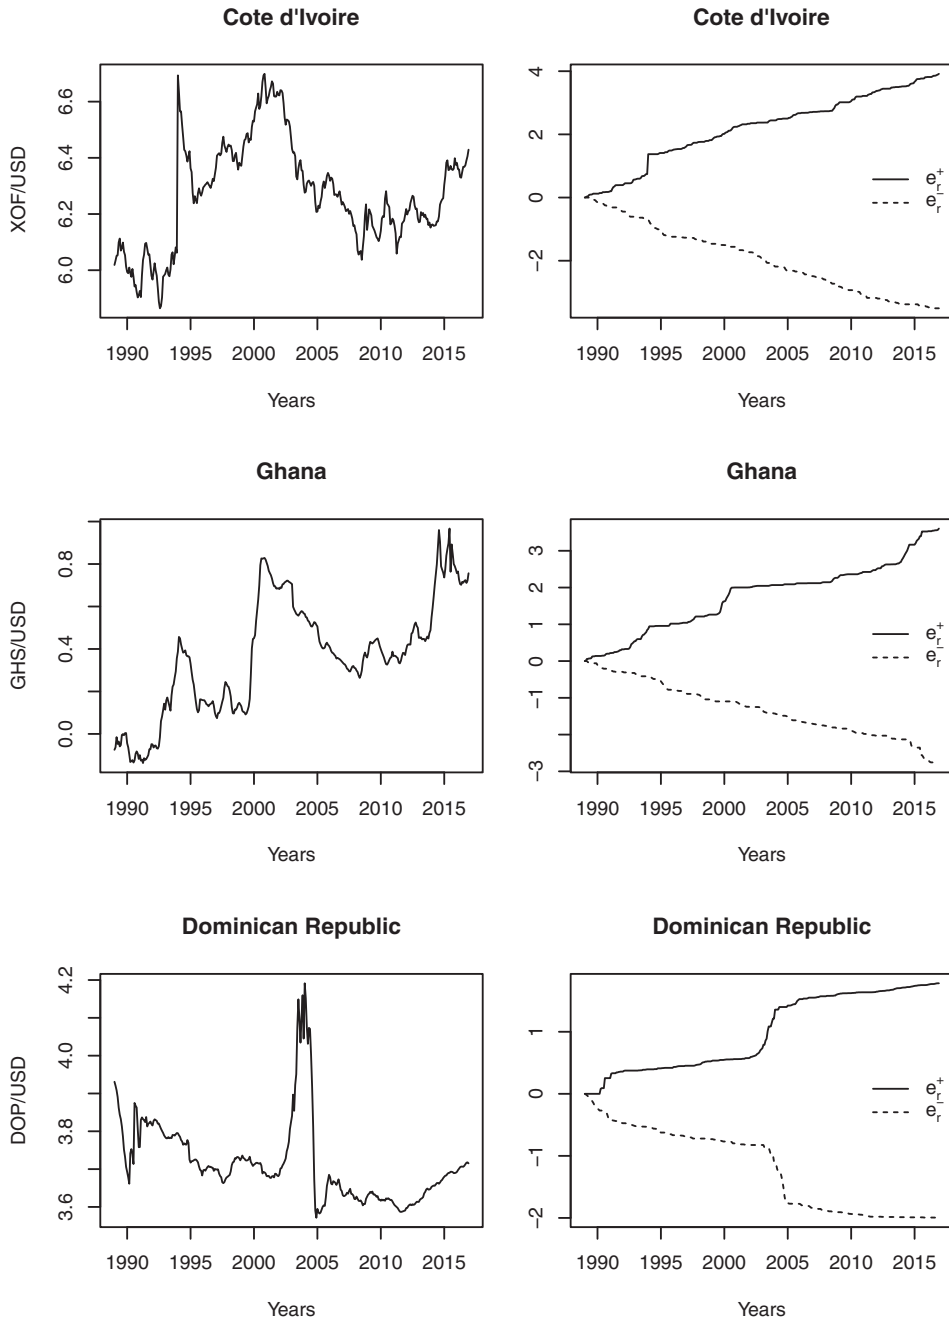 Cote d'Ivoire
XOF/USD
6.6
6.4
6.2
6.0
1990 1995 2000 2005 2010 2015
Years
Cote d'Ivoire
4
2
0
−2
e_r^+
e_r^-
1990 1995 2000 2005 2010 2015
Years
Ghana
GHS/USD
0.8
0.4
0.0
1990 1995 2000 2005 2010 2015
Years
Ghana
3
2
1
0
−1
−3
e_r^+
e_r^-
1990 1995 2000 2005 2010 2015
Years
Dominican Republic
DOP/USD
4.2
4.0
3.8
3.6
1990 1995 2000 2005 2010 2015
Years
Dominican Republic
1
0
−1
−2
e_r^+
e_r^-
1990 1995 2000 2005 2010 2015
Years